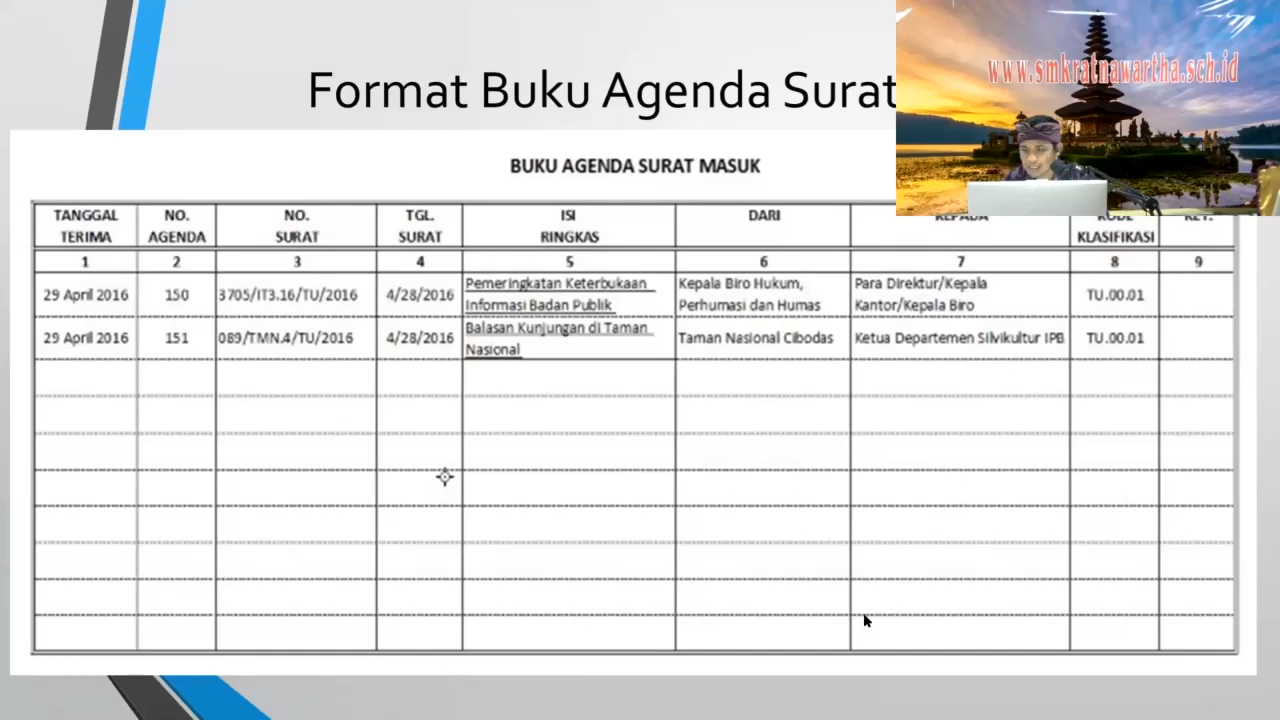 Format Buku Agenda Surat
www.smkratnawartha.sch.id
BUKU AGENDA SURAT MASUK
TANGGAL TERIMA NO. AGENDA NO. SURAT TGL. SURAT ISI RINGKAS DARI KEPADA KODE KLASIFIKASI KET.
1 2 3 4 5 6 7 8 9
29 April 2016 150 3705/IT3.16/TU/2016 4/28/2016 Pemeringkatan Keterbukaan Informasi Badan Publik Kepala Biro Hukum, Perhumasi dan Humas Para Direktur/Kepala Kantor/Kepala Biro TU.00.01
29 April 2016 151 089/TMN.4/TU/2016 4/28/2016 Balasan Kunjungan di Taman Nasional Taman Nasional Cibodas Ketua Departemen Silvikultur IPB TU.00.01